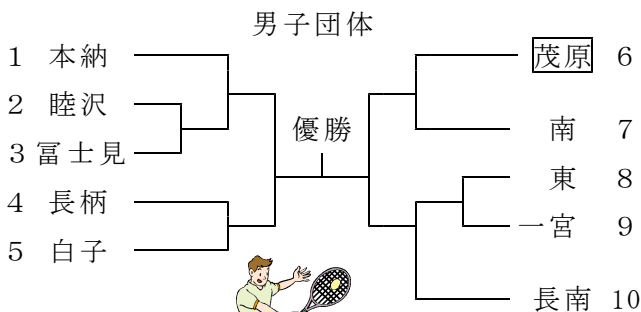 男子団体
1 本納
2 睦沢
3 冨士見
4 長柄
5 白子
優勝
茂原 6
南 7
東 8
一宮 9
長南 10